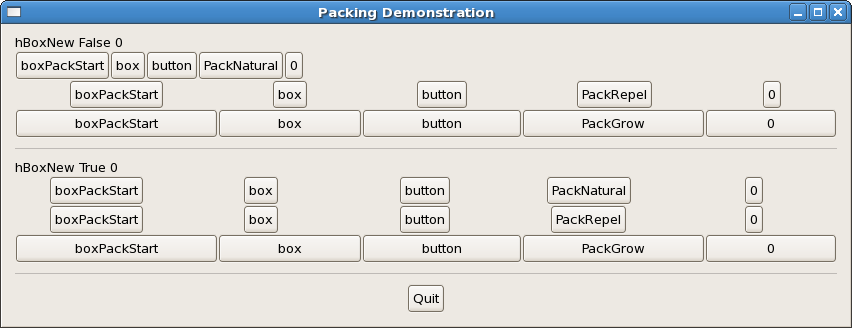 Packing Demonstration
hBoxNew False 0
boxPackStart box button PackNatural 0
boxPackStart box button PackRepel 0
boxPackStart box button PackGrow 0
hBoxNew True 0
boxPackStart box button PackNatural 0
boxPackStart box button PackRepel 0
boxPackStart box button PackGrow 0
Quit